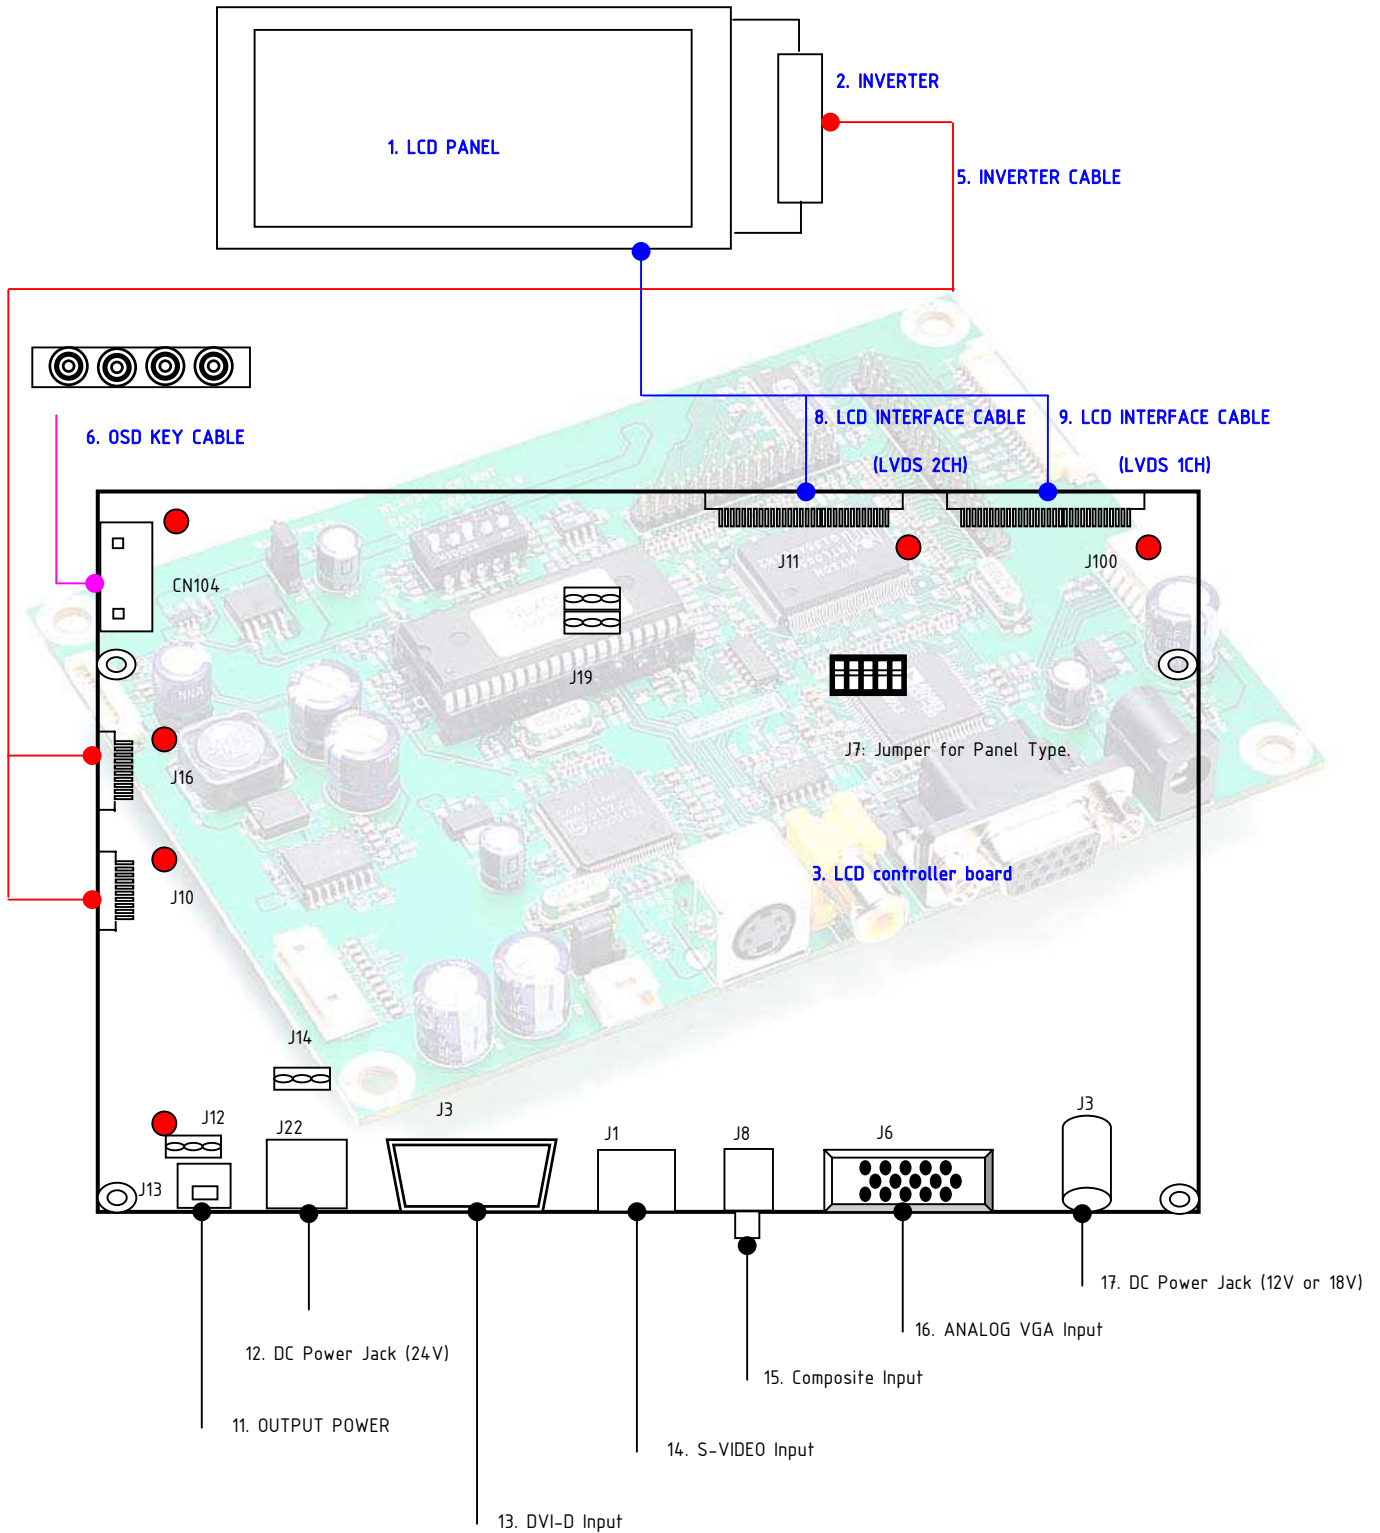 2. INVERTER
1. LCD PANEL
5. INVERTER CABLE
8. LCD INTERFACE CABLE
(LVDS 2CH)
9. LCD INTERFACE CABLE
(LVDS 1CH)
6. OSD KEY CABLE
J11
J100
CN104
J19
J7: Jumper for Panel Type.
J16
3. LCD controller board
J10
J14
J12
J22
J3
J1
J8
J6
J3
J13
17. DC Power Jack (12V or 18V)
16. ANALOG VGA Input
12. DC Power Jack (24V)
15. Composite Input
11. OUTPUT POWER
14. S-VIDEO Input
13. DVI-D Input